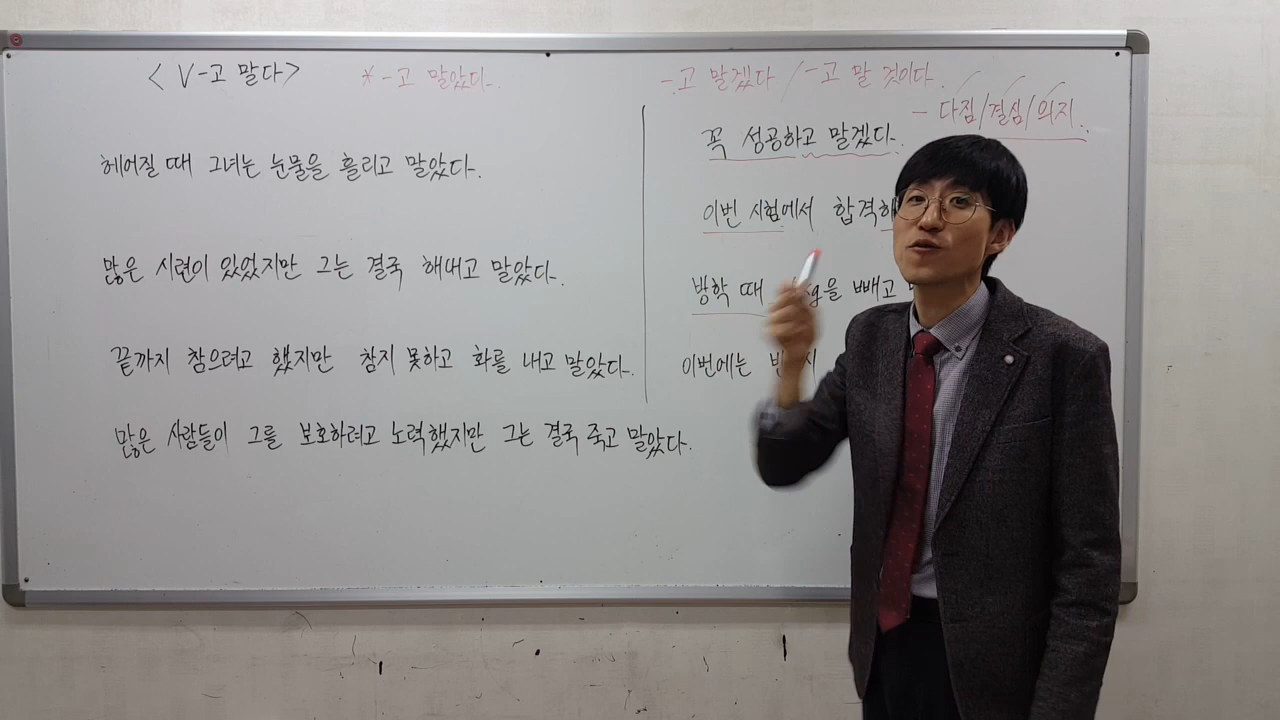 < V-고 말다>
* -고 말았다.
헤어질 때 그녀는 눈물을 흘리고 말았다.
많은 시련이 있었지만 그는 결국 해내고 말았다.
끝까지 참으려고 했지만 참지 못하고 화를 내고 말았다.
많은 사람들이 그를 보호하려고 노력했지만 그는 결국 죽고 말았다.
-고 말겠다 / -고 말 것이다.
- 다짐/결심/의지.
꼭 성공하고 말겠다.
이번 시험에서 합격하
방학 때 을 빼고
이번에는